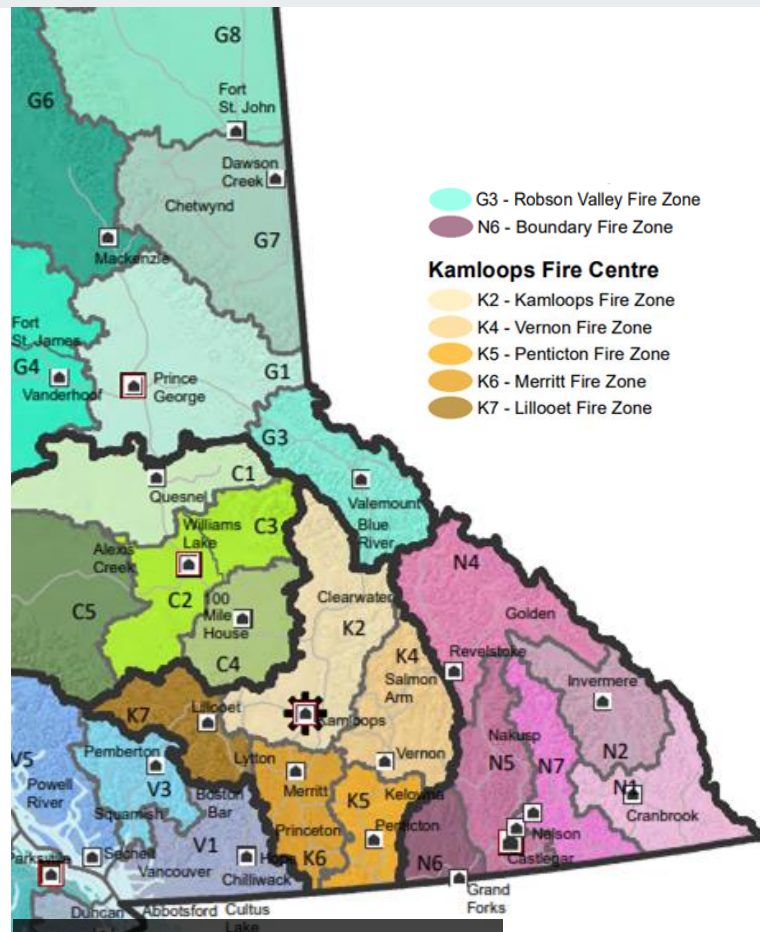 G8
G6
Fort
St. John
Dawson
Creek
Chetwynd
G7
Mackenzie
G3 - Robson Valley Fire Zone
N6 - Boundary Fire Zone
Kamloops Fire Centre
K2 - Kamloops Fire Zone
K4 - Vernon Fire Zone
K5 - Penticton Fire Zone
K6 - Merritt Fire Zone
K7 - Lillooet Fire Zone
Fort
St. James
G4
Vanderhoof
Prince
George
G1
G3
C1
Quesnel
Valemount
Blue
River
Williams
Lake
C3
Alexis
Creek
C5
C2
100
Mile
House
C4
Clearwater
K2
K4
Salmon
Arm
N4
Golden
Revelstoke
Invermere
K7
Lillooet
Kamloops
Nakusp
N5
N7
N2
N1
Cranbrook
V5
Powell
River
Pemberton
V3
Squamish
Lytton
Boston
Bar
Merritt
Vernon
K5
Kelowna
Princeton
K6
Penticton
N6
Nelson
Castlegar
Grand
Forks
Parksville
Sechelt
V1
Vancouver
Hope
Chilliwack
Duncan
Abbotsford
Cultus
Lake